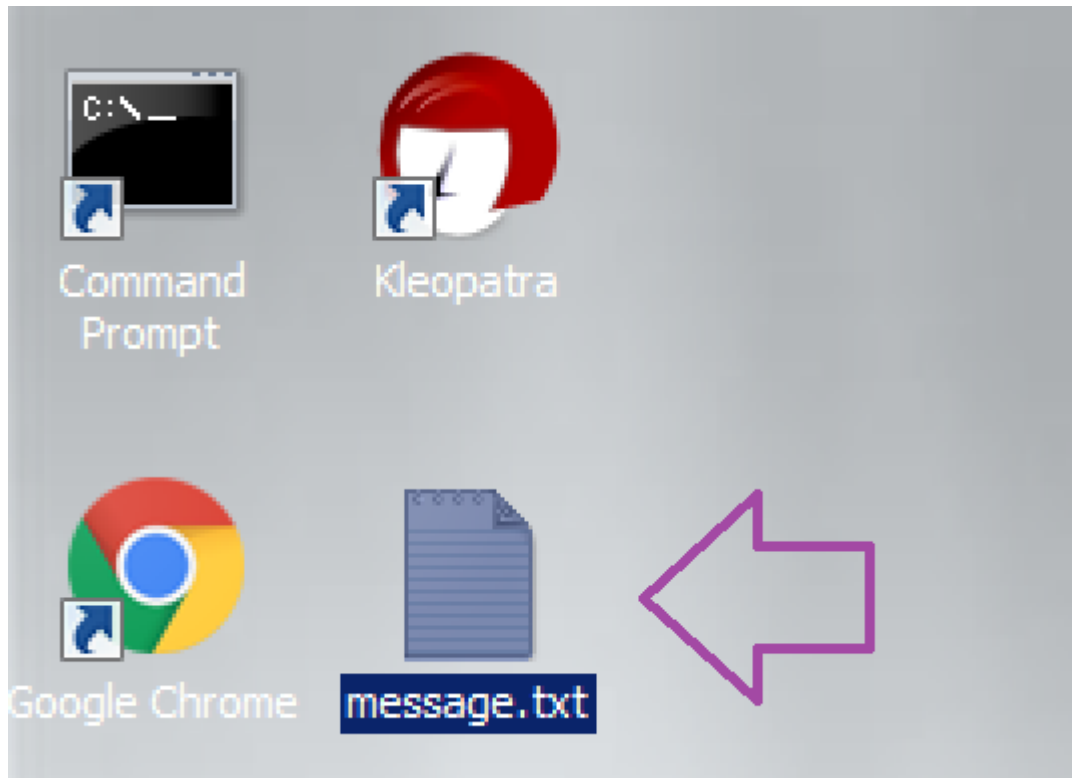 C:\_
Command
Prompt
Kleopatra
Google Chrome
message.txt